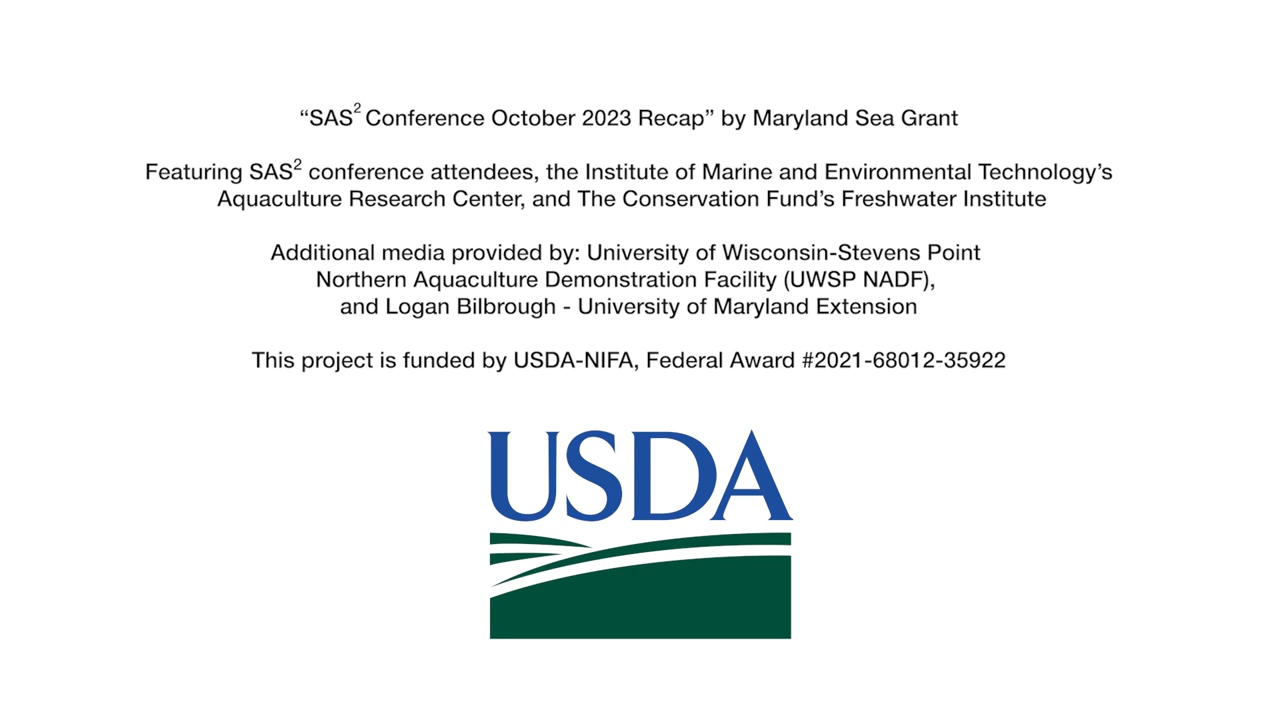 “SAS² Conference October 2023 Recap” by Maryland Sea Grant
Featuring SAS² conference attendees, the Institute of Marine and Environmental Technology’s
Aquaculture Research Center, and The Conservation Fund’s Freshwater Institute
Additional media provided by: University of Wisconsin-Stevens Point
Northern Aquaculture Demonstration Facility (UWSP NADF),
and Logan Bilbrough - University of Maryland Extension
This project is funded by USDA-NIFA, Federal Award #2021-68012-35922
USDA